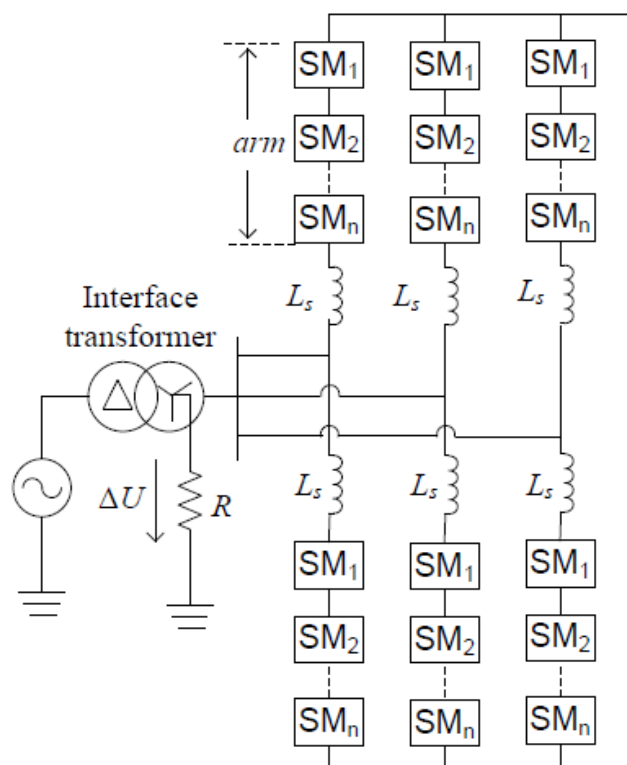 SM1 SM1 SM1
arm
SM2 SM2 SM2
SMn SMn SMn
Ls Ls Ls
Interface
transformer
ΔU R
Ls Ls
SM1 SM1 SM1
SM2 SM2 SM2
SMn SMn SMn